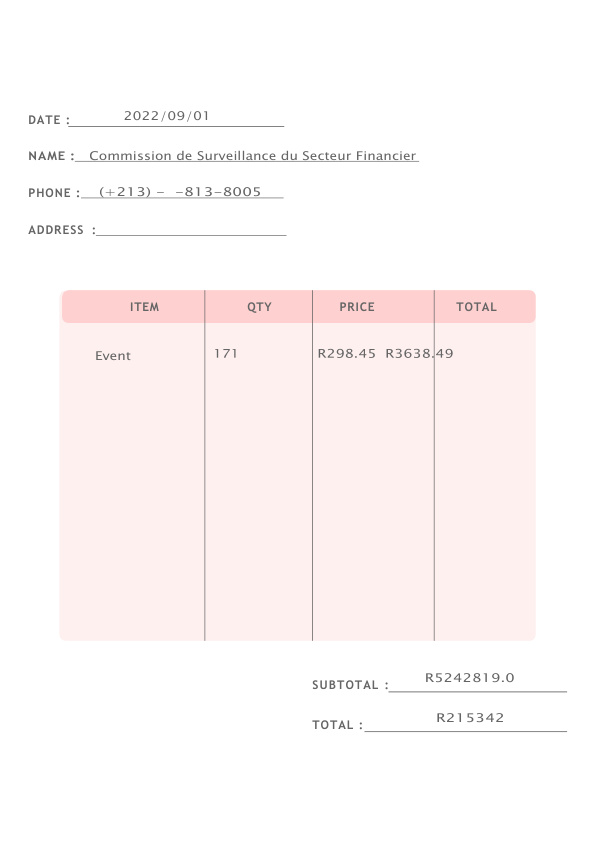 DATE : 2022/09/01
NAME : Commission de Surveillance du Secteur Financier
PHONE : (+213) – –813–8005
ADDRESS :
ITEM QTY PRICE TOTAL
Event 171 R298.45 R3638.49
SUBTOTAL : R5242819.0
TOTAL : R215342